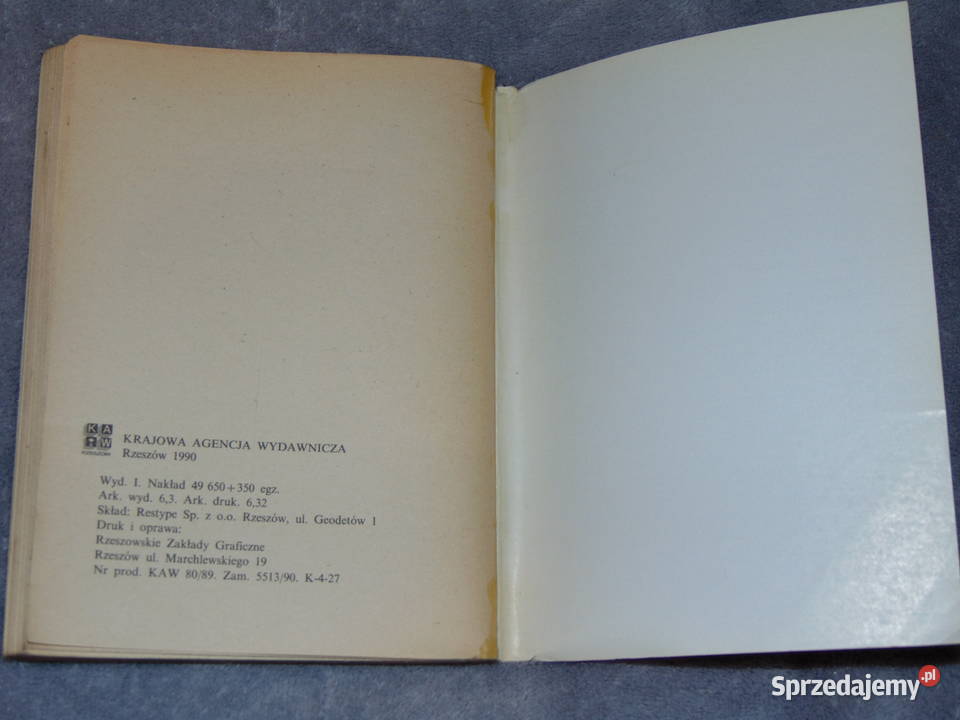 KAW
RZESZÓW
KRAJOWA AGENCJA WYDAWNICZA
Rzeszów 1990
Wyd. I. Nakład 49 650+350 egz.
Ark. wyd. 6,3. Ark. druk. 6,32
Skład: Restype Sp. z o.o. Rzeszów, ul. Geodetów 1
Druk i oprawa:
Rzeszowskie Zakłady Graficzne
Rzeszów ul. Marchlewskiego 19
Nr prod. KAW 80/89. Zam. 5513/90. K-4-27
Sprzedajemy.pl